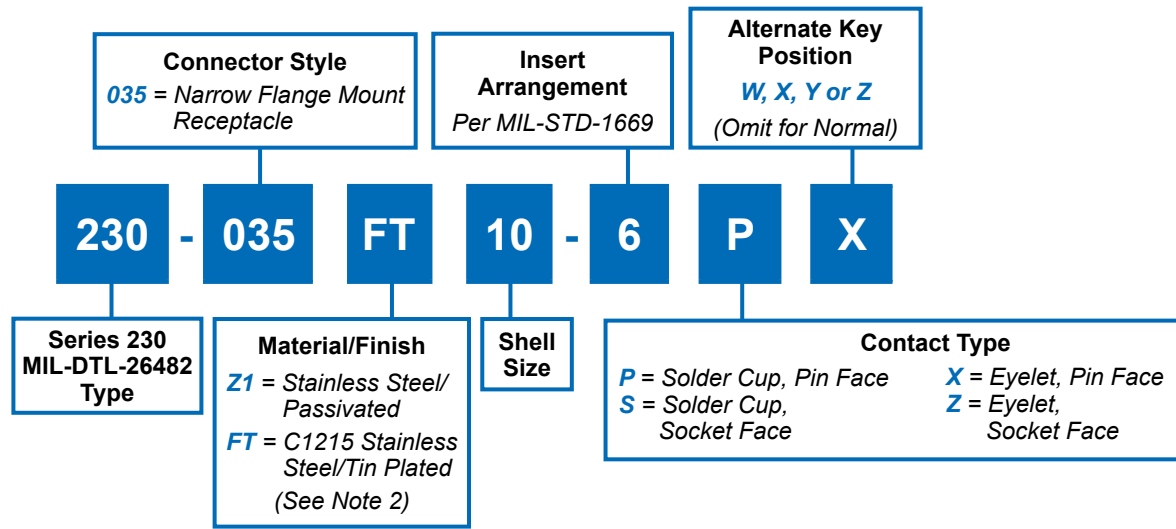 Connector Style
035 = Narrow Flange Mount
Receptacle
Insert
Arrangement
Per MIL-STD-1669
Alternate Key
Position
W, X, Y or Z
(Omit for Normal)
230 - 035 FT 10 - 6 P X
Series 230
MIL-DTL-26482
Type
Material/Finish
Z1 = Stainless Steel/
Passivated
FT = C1215 Stainless
Steel/Tin Plated
(See Note 2)
Shell
Size
Contact Type
P = Solder Cup, Pin Face
S = Solder Cup,
Socket Face
X = Eyelet, Pin Face
Z = Eyelet,
Socket Face